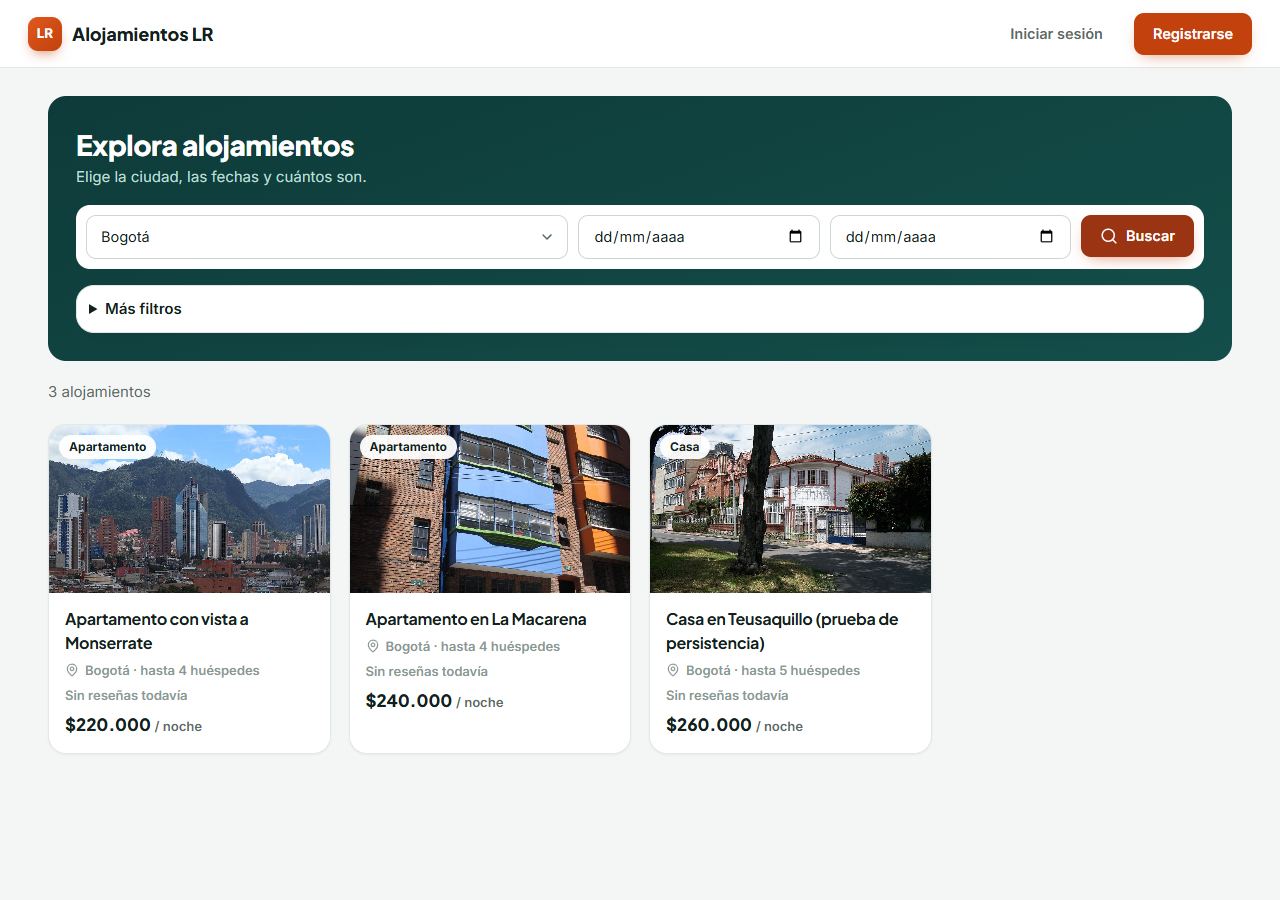 LR
Alojamientos LR
Iniciar sesión
Registrarse
Explora alojamientos
Elige la ciudad, las fechas y cuántos son.
Bogotá
dd/mm/aaaa
dd/mm/aaaa
Buscar
Más filtros
3 alojamientos
Apartamento
Apartamento con vista a
Monserrate
Bogotá · hasta 4 huéspedes
Sin reseñas todavía
$220.000 / noche
Apartamento
Apartamento en La Macarena
Bogotá · hasta 4 huéspedes
Sin reseñas todavía
$240.000 / noche
Casa
Casa en Teusaquillo (prueba de
persistencia)
Bogotá · hasta 5 huéspedes
Sin reseñas todavía
$260.000 / noche